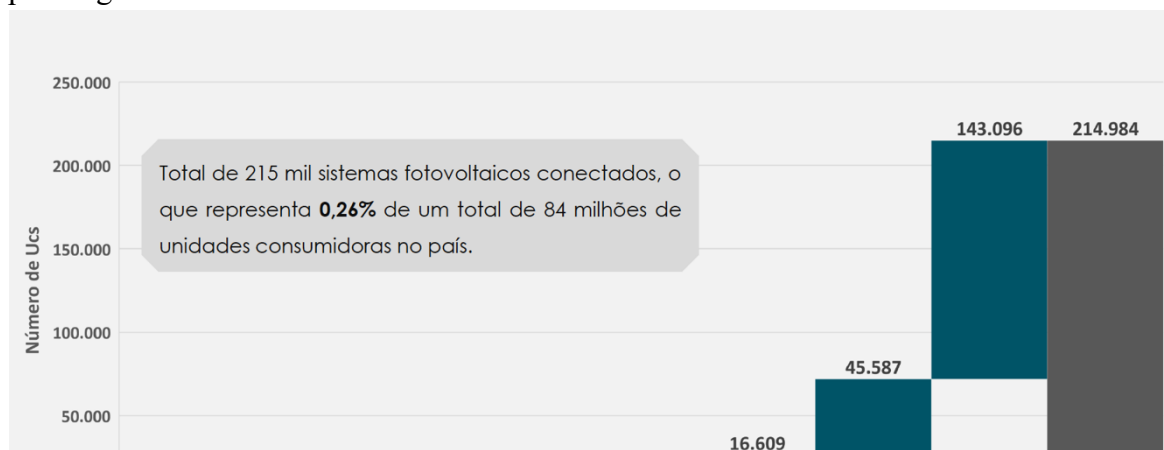 250.000
143.096 214.984
200.000
Total de 215 mil sistemas fotovoltaicos conectados, o
que representa 0,26% de um total de 84 milhões de
unidades consumidoras no país.
150.000
Número de Ucs
100.000
45.587
50.000
16.609